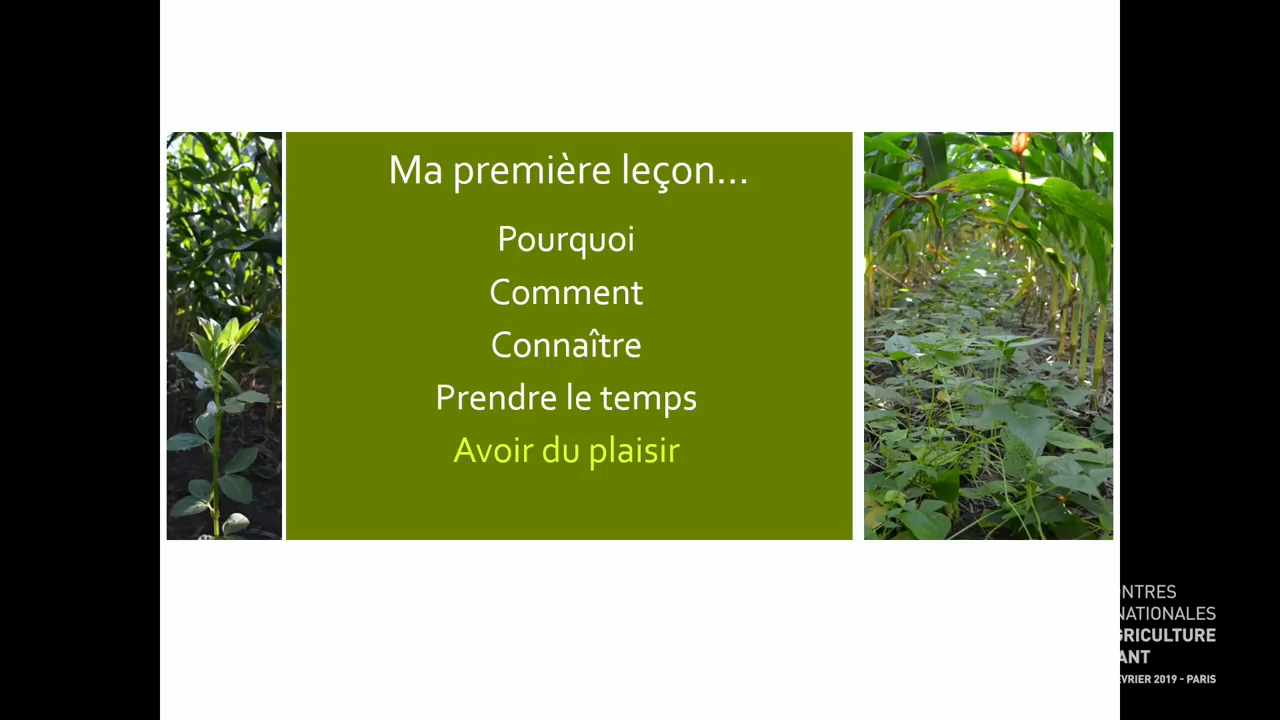 Ma première leçon...
Pourquoi
Comment
Connaître
Prendre le temps
Avoir du plaisir
NTRES
NATIONALES
GRICULTURE
ANT
VRIER 2019 - PARIS